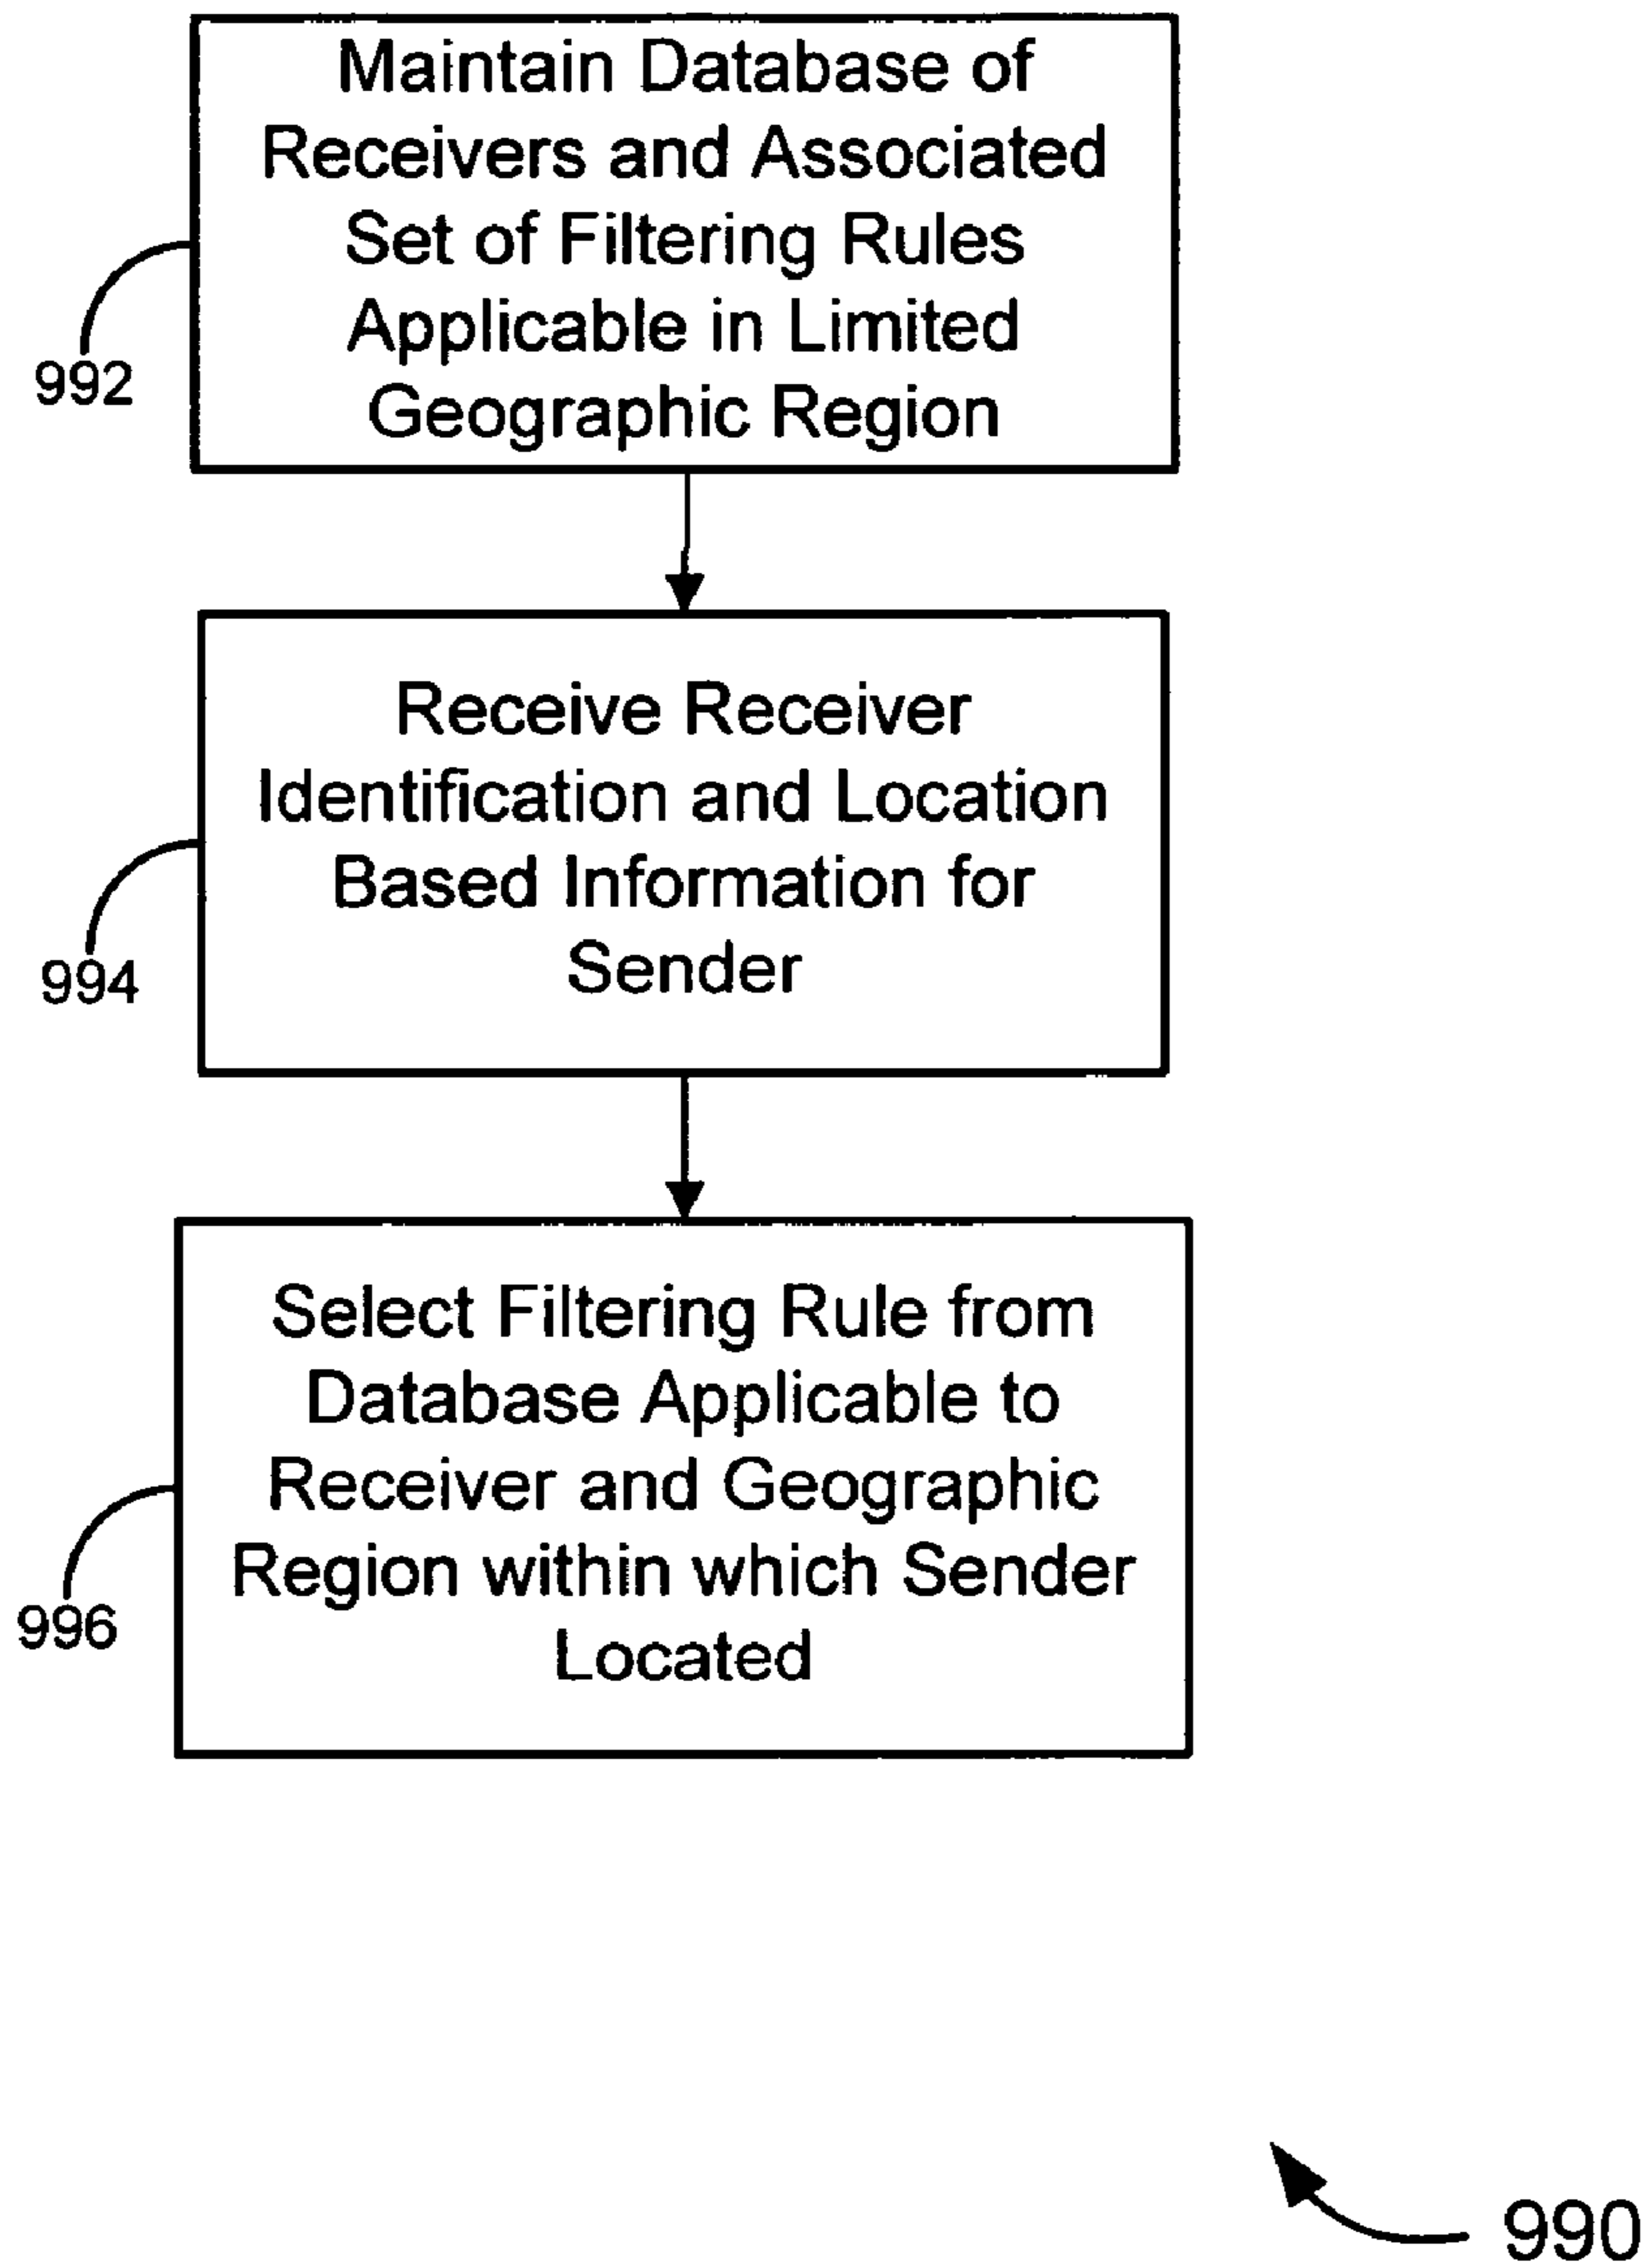 Maintain Database of
Receivers and Associated
Set of Filtering Rules
Applicable in Limited
Geographic Region
992
Receive Receiver
Identification and Location
Based Information for
Sender
994
Select Filtering Rule from
Database Applicable to
Receiver and Geographic
Region within which Sender
Located
996
990